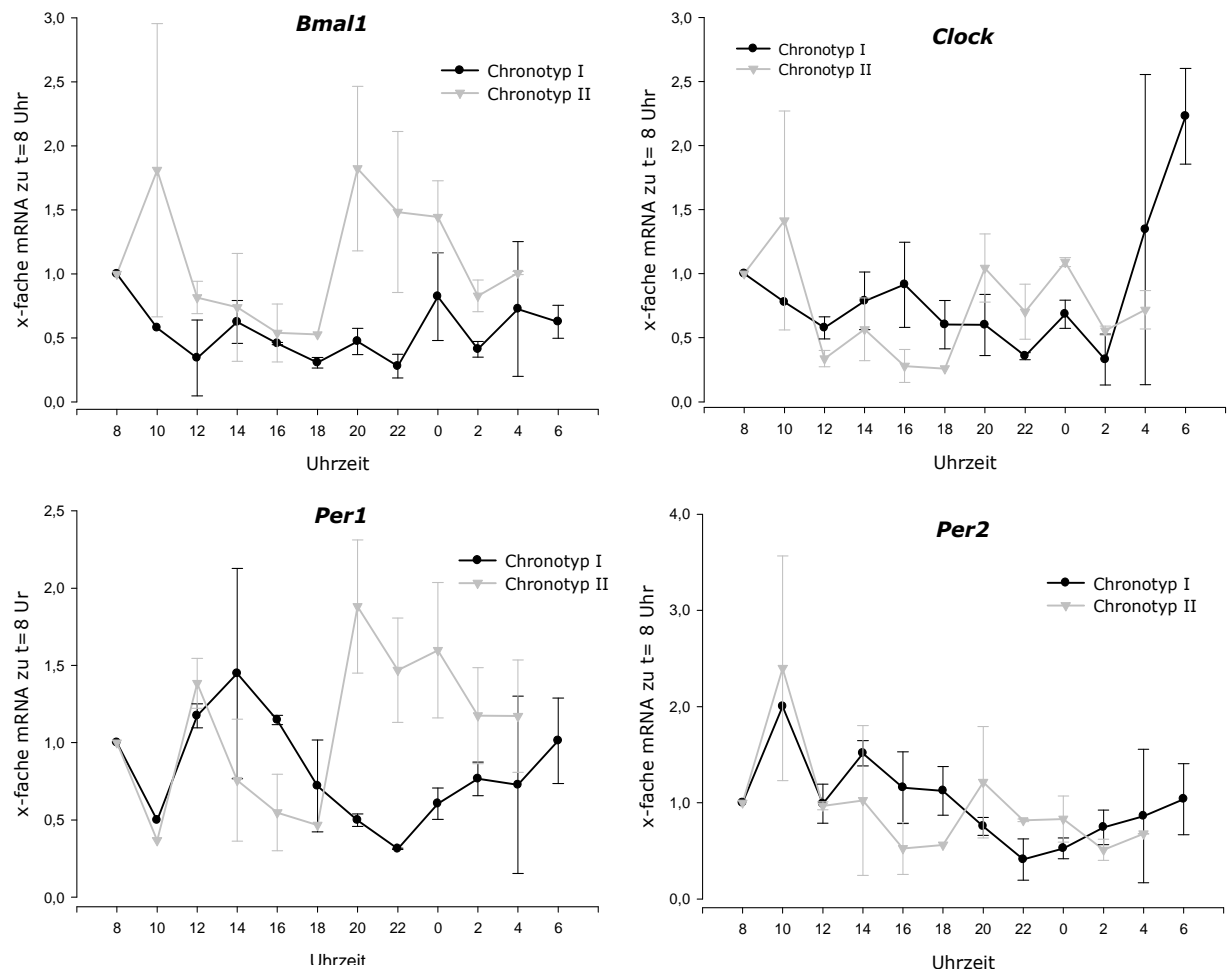 Bmal1
Chronotyp I
Chronotyp II
x-fache mRNA zu t= 8 Uhr
3,0
2,5
2,0
1,5
1,0
0,5
0,0
8 10 12 14 16 18 20 22 0 2 4 6
Uhrzeit
Clock
Chronotyp I
Chronotyp II
x-fache mRNA zu t= 8 Uhr
3,0
2,5
2,0
1,5
1,0
0,5
0,0
8 10 12 14 16 18 20 22 0 2 4 6
Uhrzeit
Per1
Chronotyp I
Chronotyp II
x-fache mRNA zu t=8 Ur
2,5
2,0
1,5
1,0
0,5
0,0
8 10 12 14 16 18 20 22 0 2 4 6
Uhrzeit
Per2
Chronotyp I
Chronotyp II
x-fache mRNA zu t= 8 Uhr
4,0
3,0
2,0
1,0
0,0
8 10 12 14 16 18 20 22 0 2 4 6
Uhrzeit